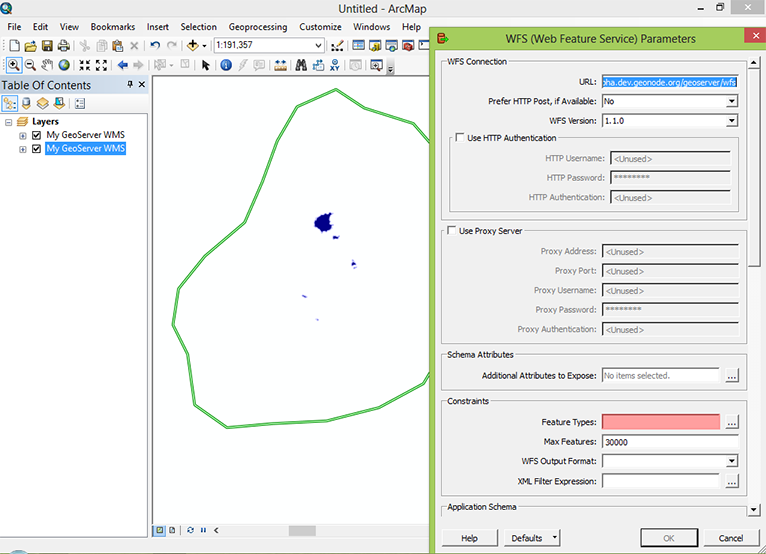 Untitled - ArcMap
File Edit View Bookmarks Insert Selection Geoprocessing Customize Windows Help
1:191,357
Table Of Contents
Layers
My GeoServer WMS
My GeoServer WMS
WFS (Web Feature Service) Parameters
WFS Connection
URL: pha.dev.geonode.org/geoserver/wfs
Prefer HTTP Post, if Available: No
WFS Version: 1.1.0
Use HTTP Authentication
HTTP Username: <Unused>
HTTP Password: ********
HTTP Authentication: <Unused>
Use Proxy Server
Proxy Address: <Unused>
Proxy Port: <Unused>
Proxy Username: <Unused>
Proxy Password: ********
Proxy Authentication: <Unused>
Schema Attributes
Additional Attributes to Expose: No items selected. ...
Constraints
Feature Types: ...
Max Features: 30000
WFS Output Format:
XML Filter Expression: ...
Application Schema
Help Defaults OK Cancel